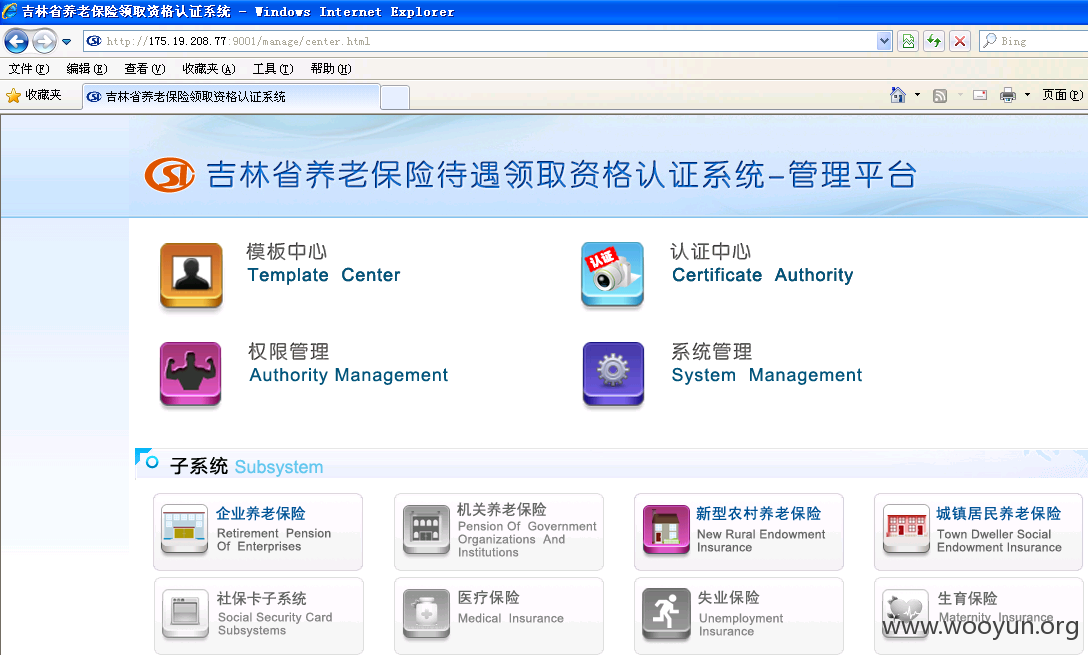 吉林省养老保险领取资格认证系统 - Windows Internet Explorer
http://175.19.208.77:9001/manage/center.html
Bing
文件(F) 编辑(E) 查看(V) 收藏夹(A) 工具(T) 帮助(H)
收藏夹 吉林省养老保险领取资格认证系统 页面(P)
吉林省养老保险待遇领取资格认证系统-管理平台
模板中心
Template Center
认证
认证中心
Certificate Authority
权限管理
Authority Management
系统管理
System Management
子系统 Subsystem
企业养老保险
Retirement Pension
Of Enterprises
机关养老保险
Pension Of Government
Organizations And
Institutions
新型农村养老保险
New Rural Endowment
Insurance
城镇居民养老保险
Town Dweller Social
Endowment Insurance
社保卡子系统
Social Security Card
Subsystems
医疗保险
Medical Insurance
失业保险
Unemployment
Insurance
生育保险
Maternity Insurance
www.wooyun.org